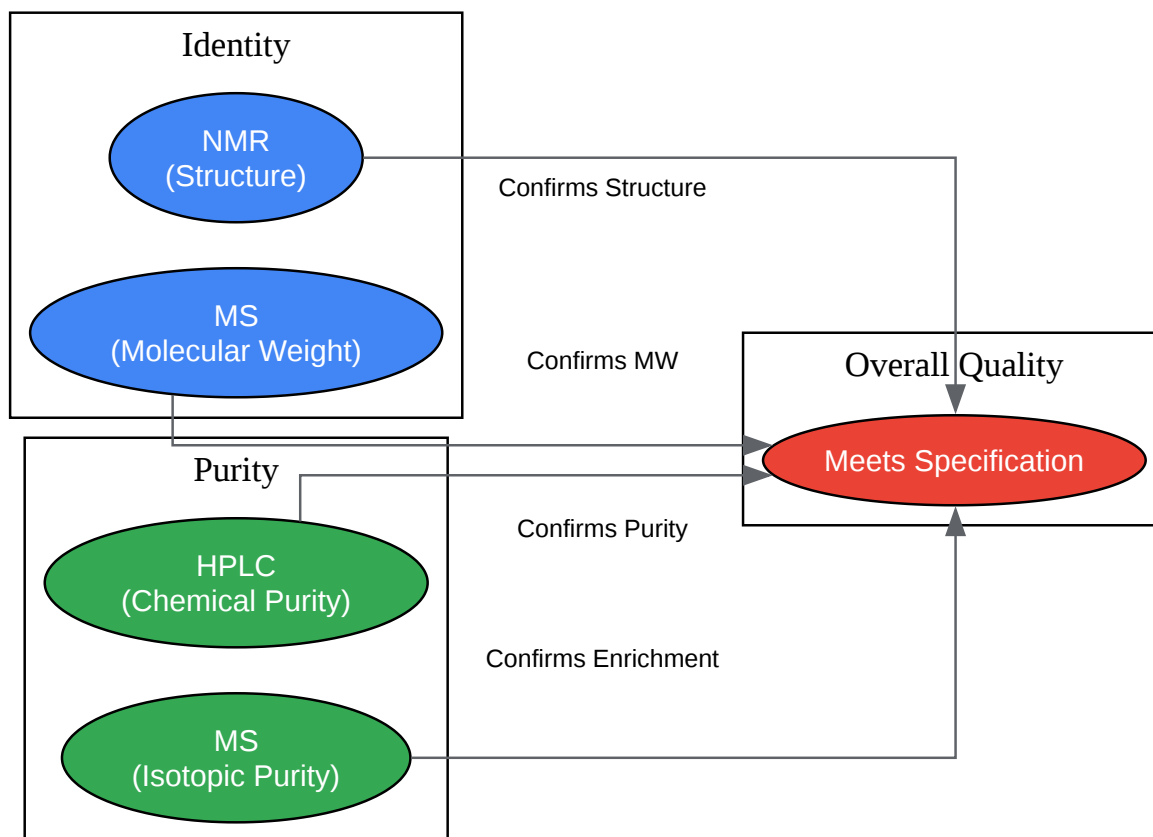 Identity
NMR
(Structure)
Confirms Structure
MS
(Molecular Weight)
Confirms MW
Overall Quality
Meets Specification
Purity
HPLC
(Chemical Purity)
Confirms Purity
Confirms Enrichment
MS
(Isotopic Purity)